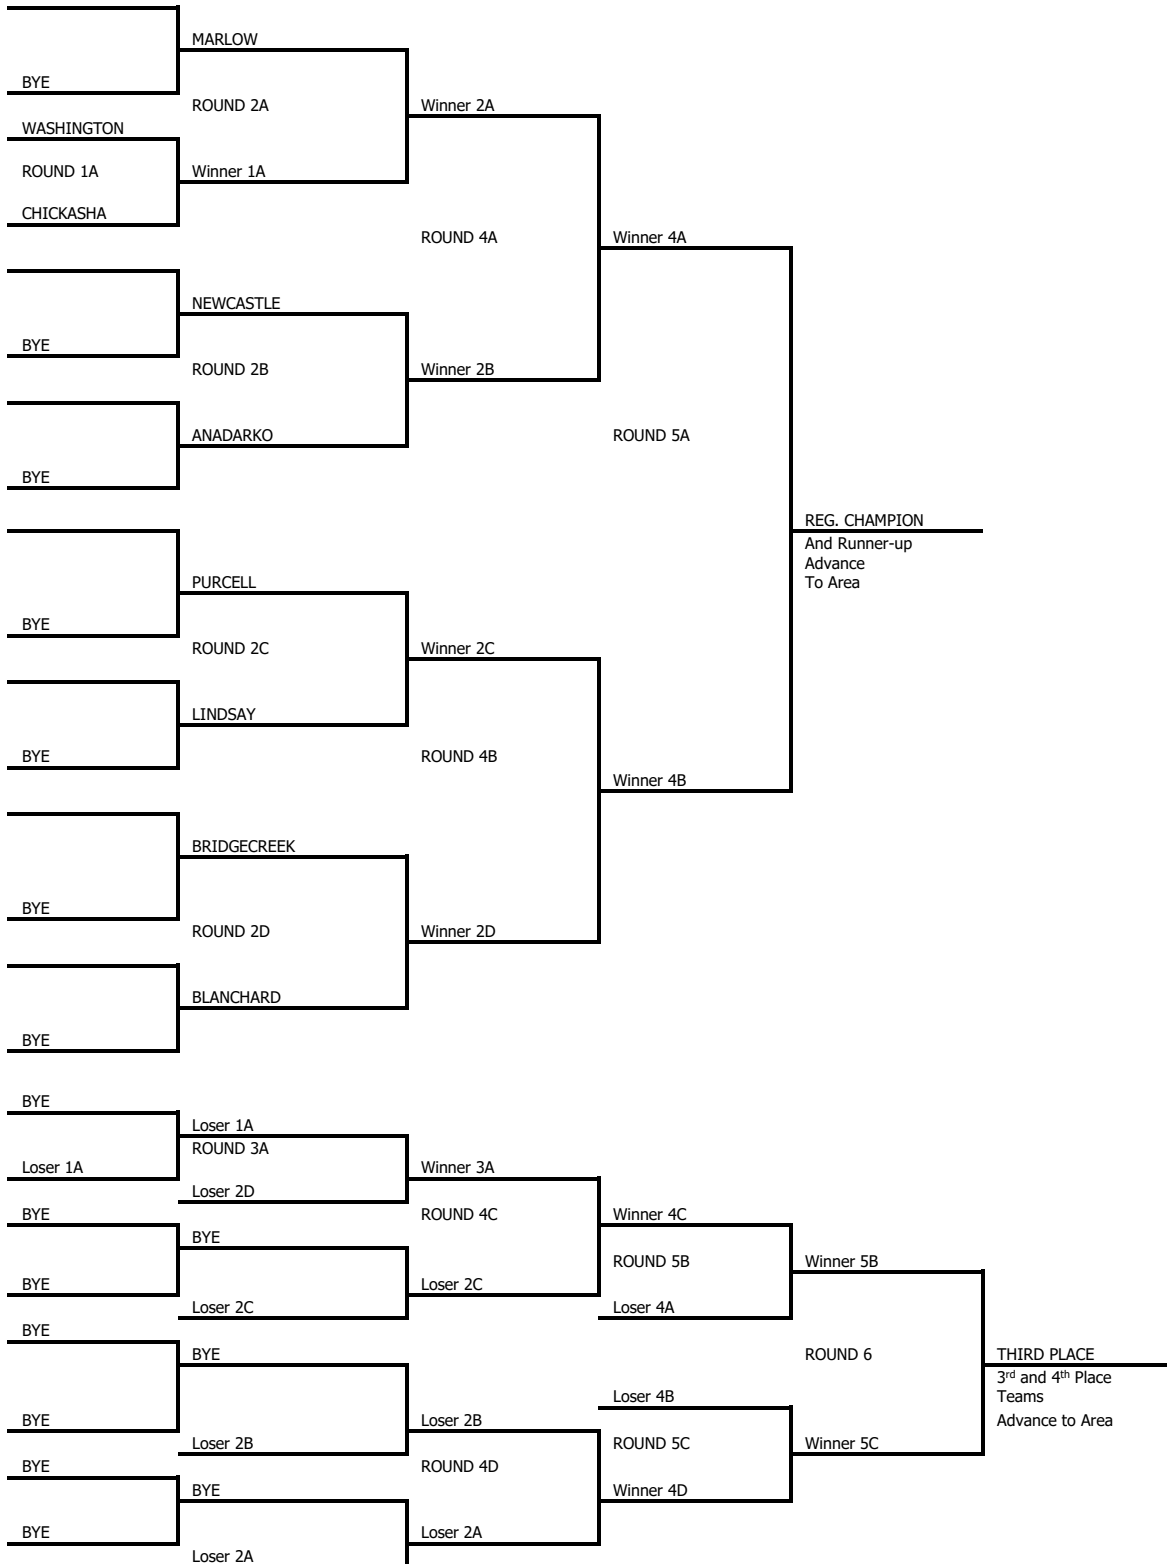 MARLOW
BYE
ROUND 2A
Winner 2A
WASHINGTON
ROUND 1A
Winner 1A
CHICKASHA
ROUND 4A
Winner 4A
NEWCASTLE
BYE
ROUND 2B
Winner 2B
ANADARKO
ROUND 5A
BYE
REG. CHAMPION
And Runner-up
Advance
To Area
PURCELL
BYE
ROUND 2C
Winner 2C
LINDSAY
BYE
ROUND 4B
Winner 4B
BRIDGECREEK
BYE
ROUND 2D
Winner 2D
BLANCHARD
BYE
BYE
Loser 1A
ROUND 3A
Loser 1A
Winner 3A
Loser 2D
BYE
ROUND 4C
Winner 4C
BYE
ROUND 5B
Winner 5B
BYE
Loser 2C
Loser 2C
Loser 4A
BYE
BYE
ROUND 6
THIRD PLACE
3rd and 4th Place
Teams
Advance to Area
Loser 4B
BYE
Loser 2B
Loser 2B
ROUND 5C
Winner 5C
BYE
ROUND 4D
BYE
Winner 4D
BYE
Loser 2A
Loser 2A